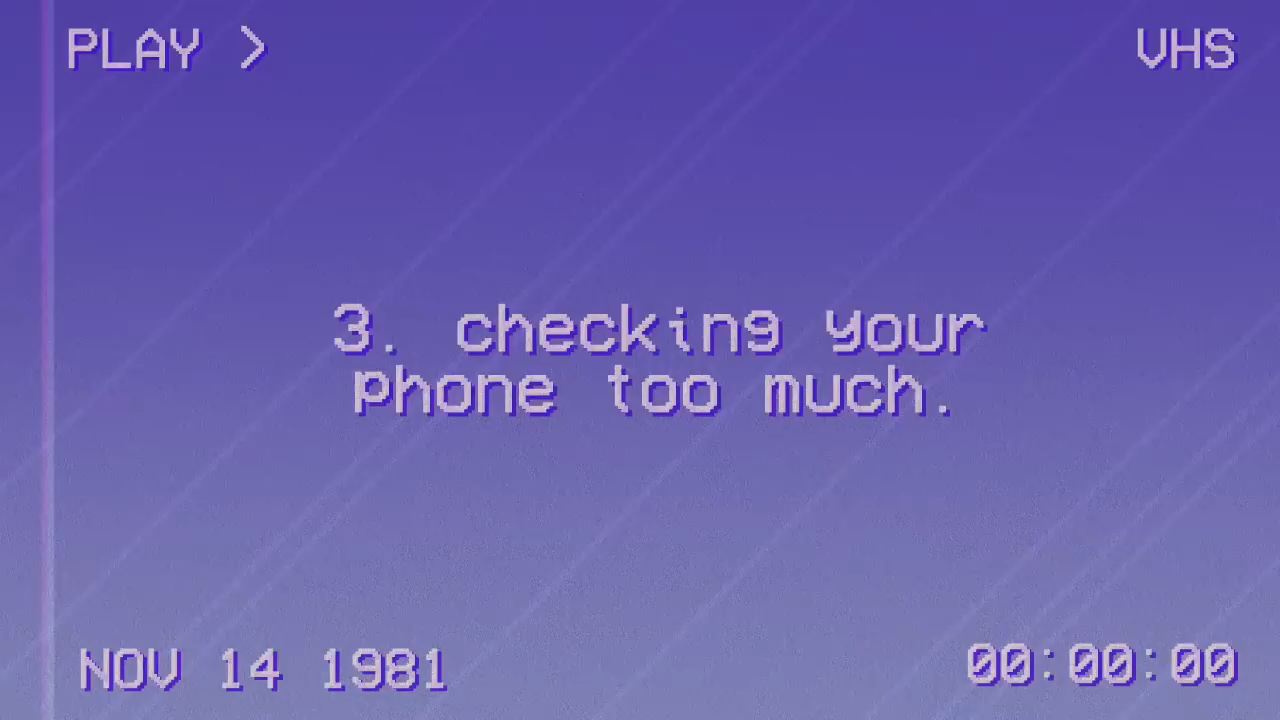 PLAY >
VHS
3. checking your
phone too much.
NOV 14 1981
00:00:00